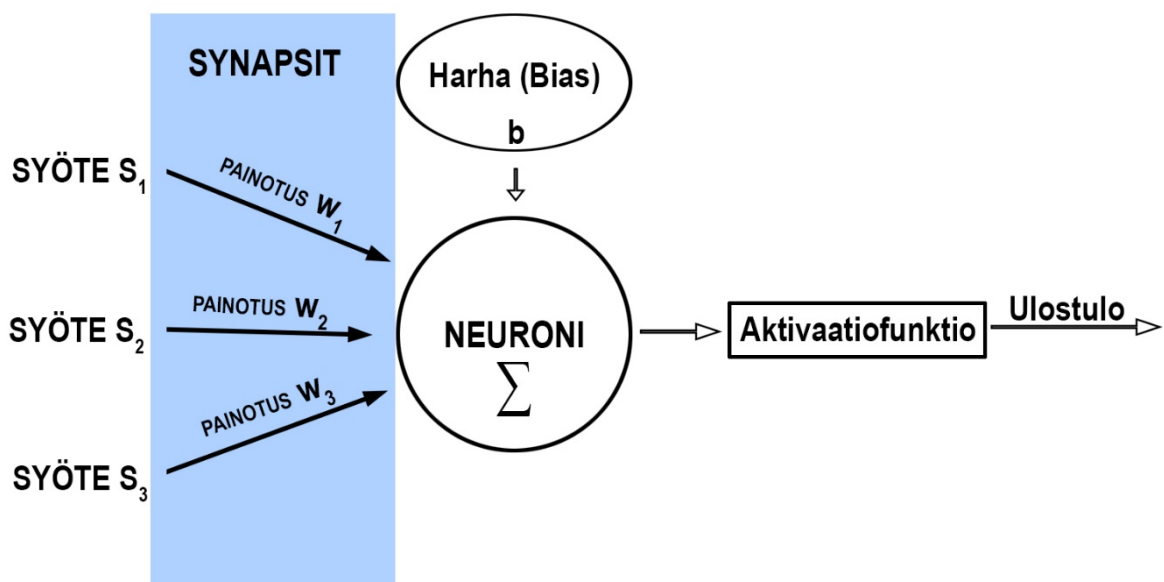 SYNAPSIT
Harha (Bias)
b
SYÖTE S1
PAINOTUS W1
SYÖTE S2
PAINOTUS W2
SYÖTE S3
PAINOTUS W3
NEURONI
∑
Aktivaatiofunktio
Ulostulo